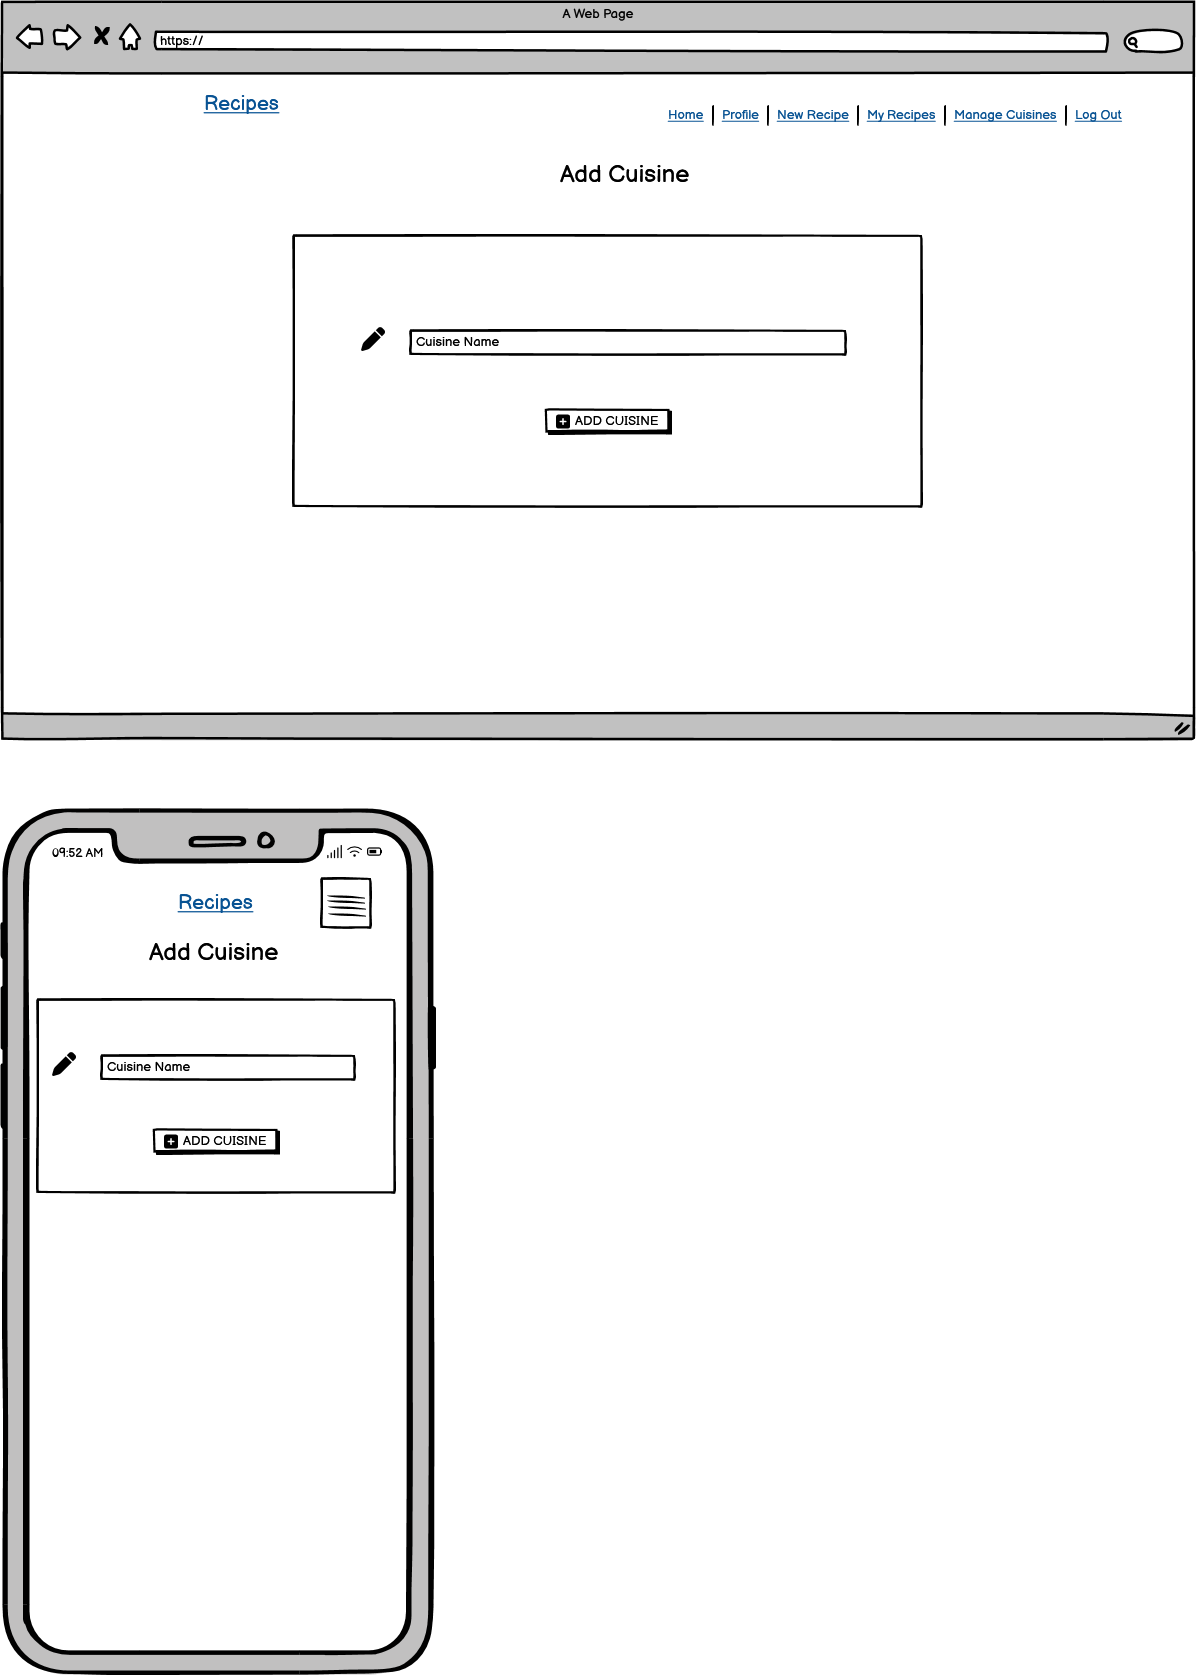 A Web Page
https://
Recipes
Home | Profile | New Recipe | My Recipes | Manage Cuisines | Log Out
Add Cuisine
Cuisine Name
ADD CUISINE
09:52 AM
Recipes
Add Cuisine
Cuisine Name
ADD CUISINE